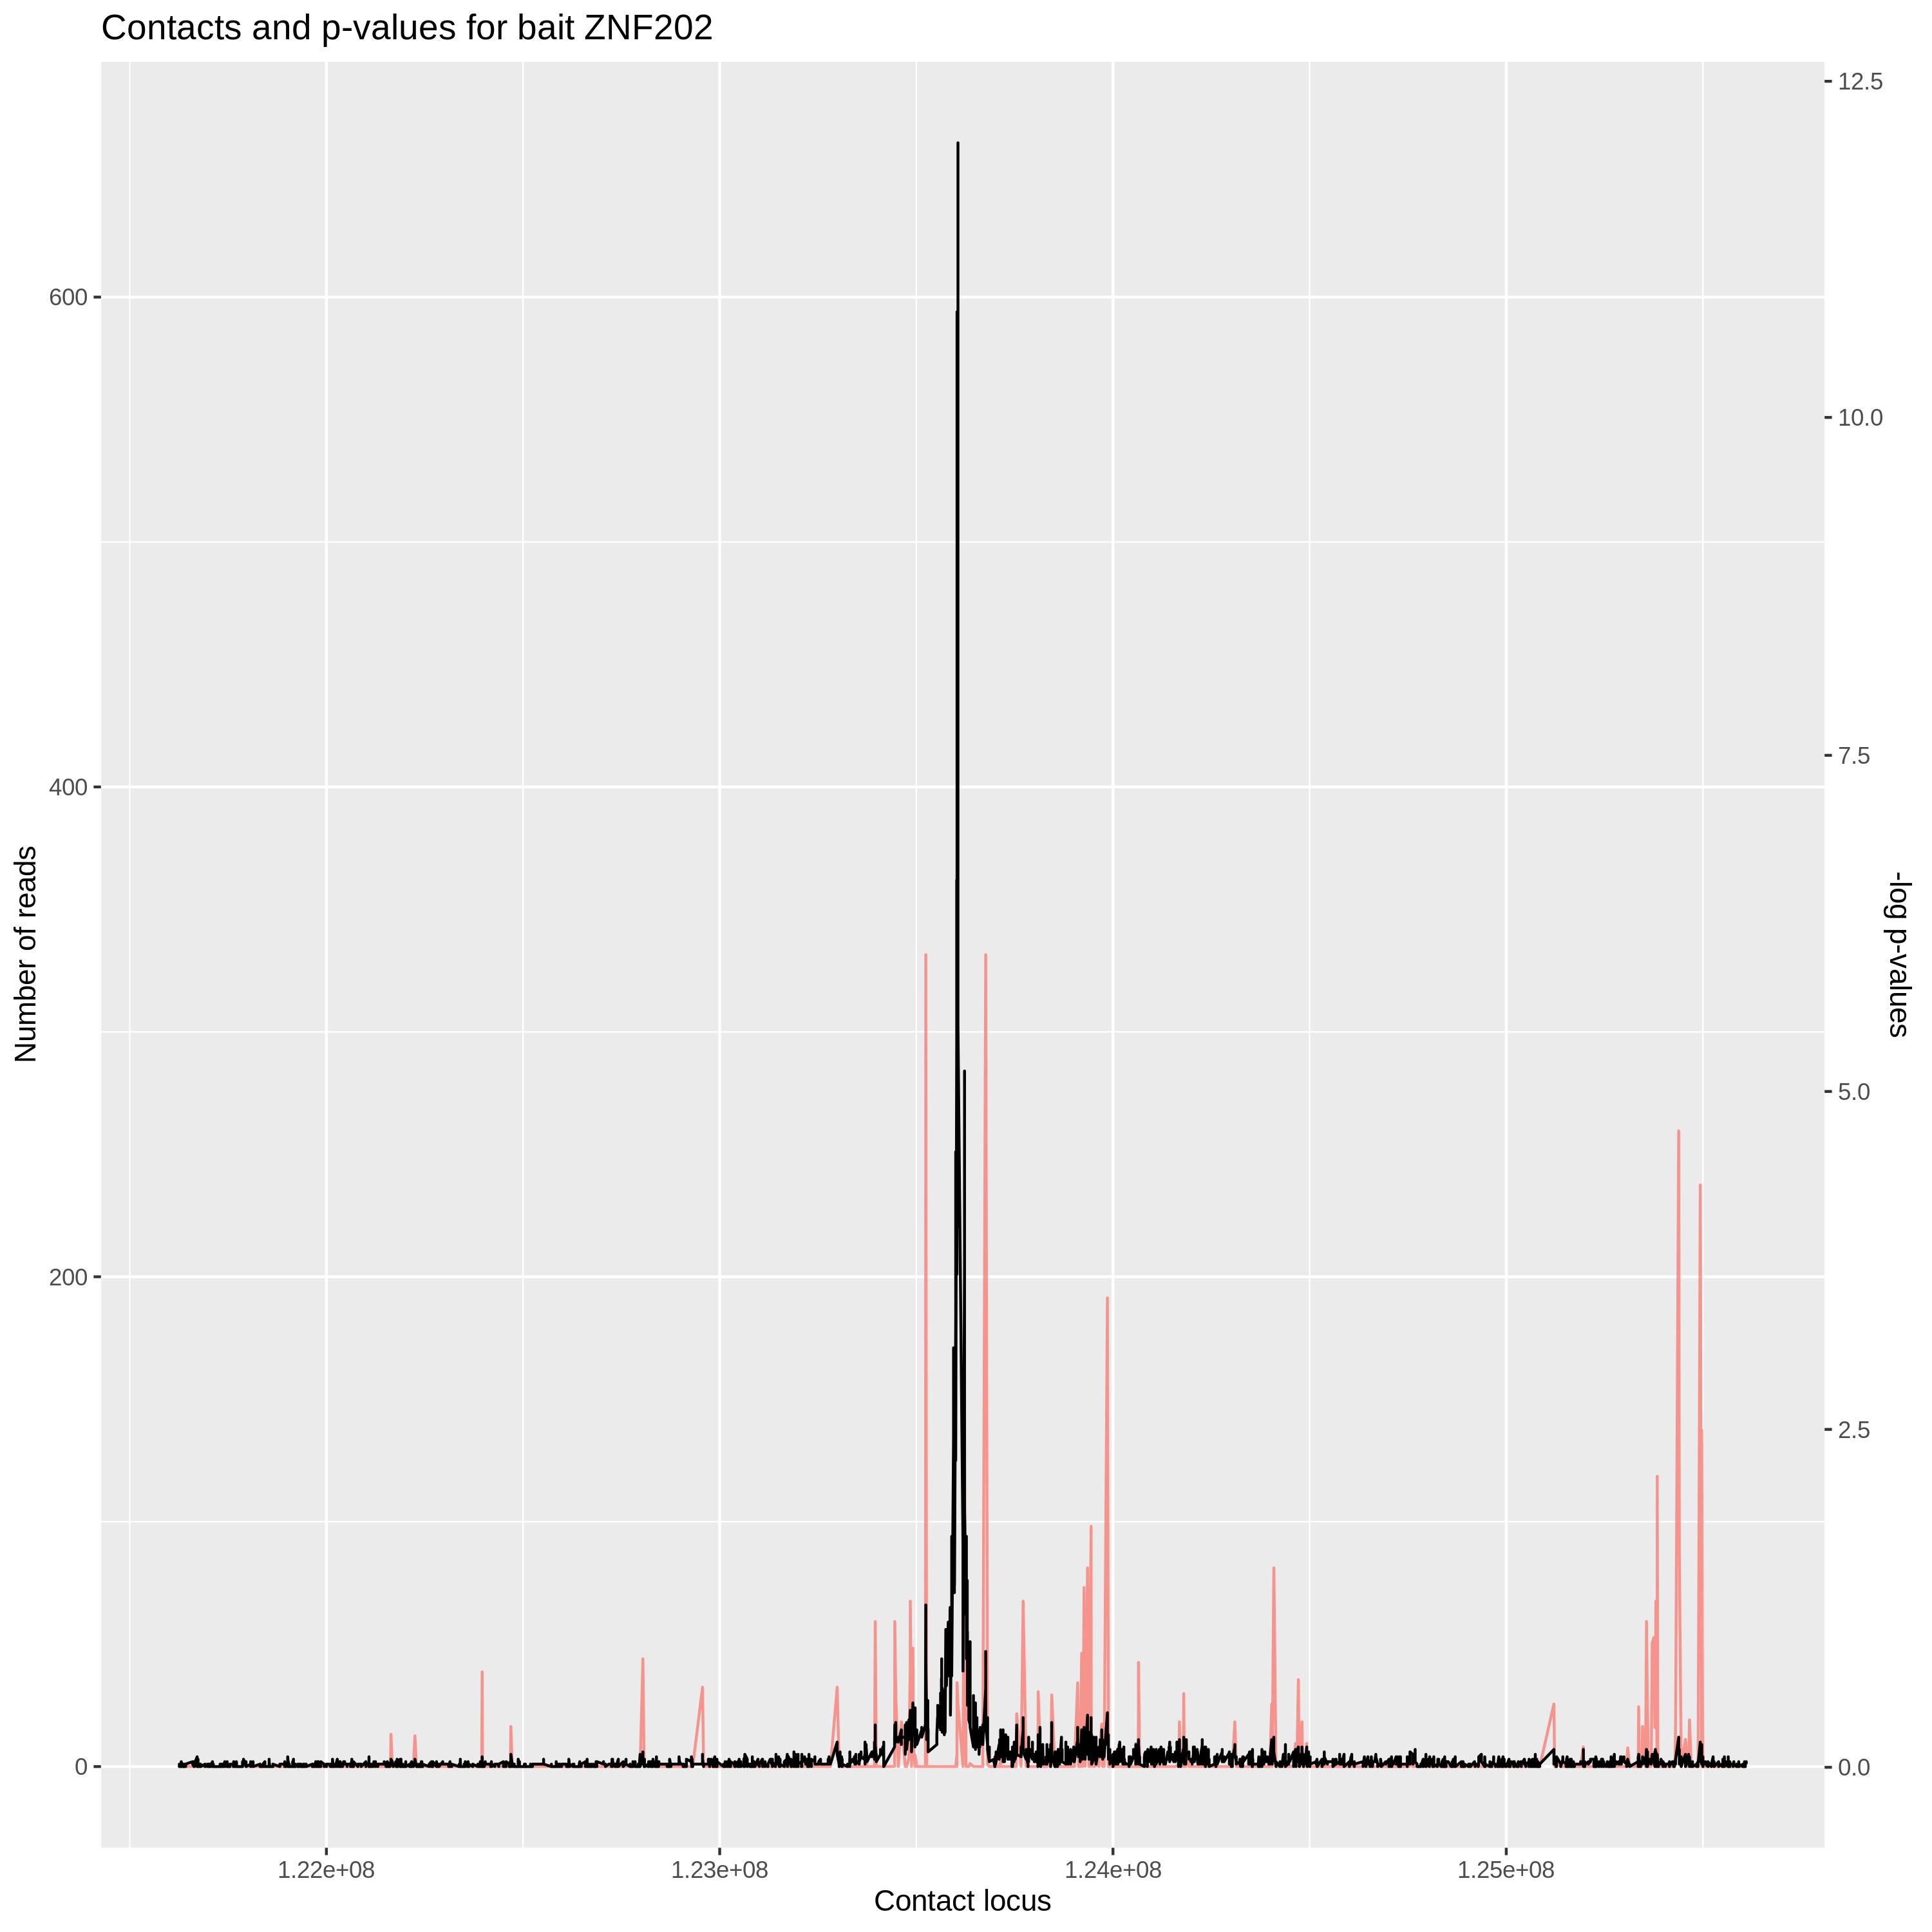 Contacts and p-values for bait ZNF202
12.5
600
10.0
7.5
400
Number of reads
-log p-values
5.0
200
2.5
0
0.0
1.22e+08
1.23e+08
1.24e+08
1.25e+08
Contact locus